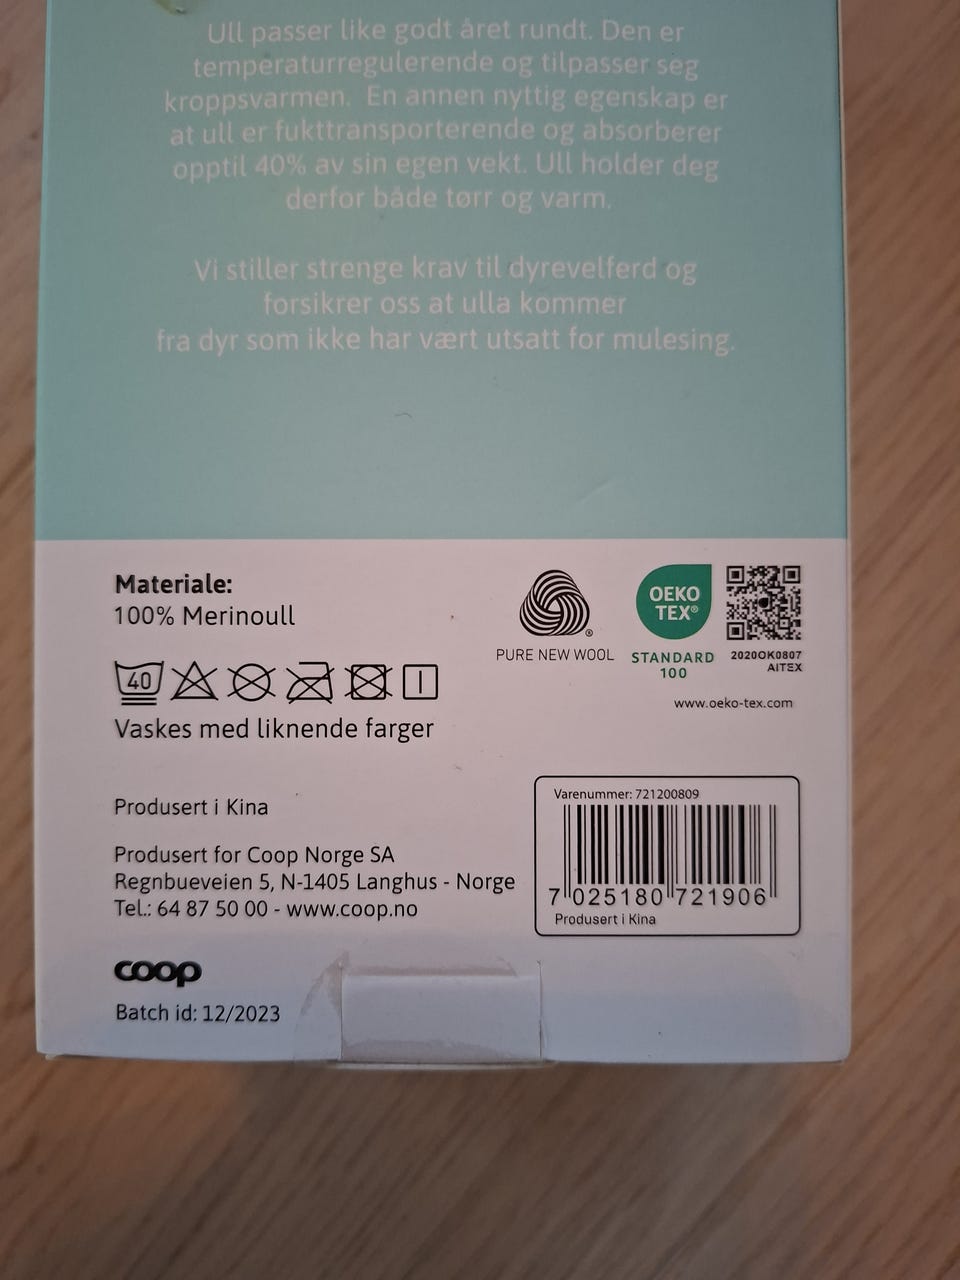 Ull passer like godt året rundt. Den er
temperaturregulerende og tilpasser seg
kroppsvarmen. En annen nyttig egenskap er
at ull er fukttransporterende og absorberer
opptil 40% av sin egen vekt. Ull holder deg
derfor både tørr og varm.
Vi stiller strenge krav til dyrevelferd og
forsikrer oss at ulla kommer
fra dyr som ikke har vært utsatt for mulesing.
Materiale:
100% Merinoull
40
Vaskes med liknende farger
PURE NEW WOOL
OEKO
TEX®
STANDARD
100
2020OK0807
AITEX
www.oeko-tex.com
Produsert i Kina
Produsert for Coop Norge SA
Regnbueveien 5, N-1405 Langhus - Norge
Tel.: 64 87 50 00 - www.coop.no
Varenummer: 721200809
7 025180 721906
Produsert i Kina
coop
Batch id: 12/2023